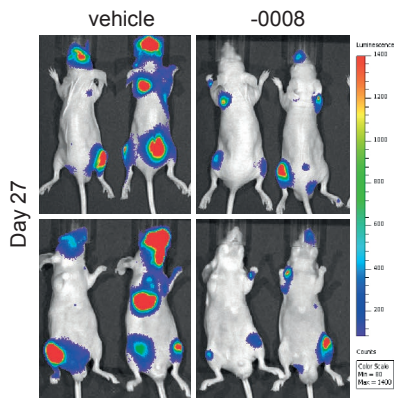 vehicle
-0008
Day 27
Luminescence
1400
1200
1000
800
600
400
200
Counts
Color Scale
Min = 80
Max = 1400